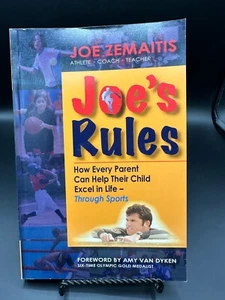 JOE ZEMAITIS
ATHLETE - COACH - TEACHER
Joe's
Rules
How Every Parent
Can Help Their Child
Excel in Life –
Through Sports
FOREWORD BY AMY VAN DYKEN
SIX-TIME OLYMPIC GOLD MEDALIST